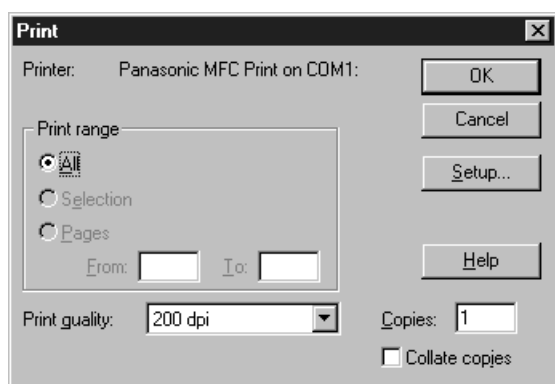 Print
Printer: Panasonic MFC Print on COM1:
OK
Cancel
Print range
All
Setup...
Selection
Pages
From: To:
Help
Print quality: 200 dpi
Copies: 1
Collate copies